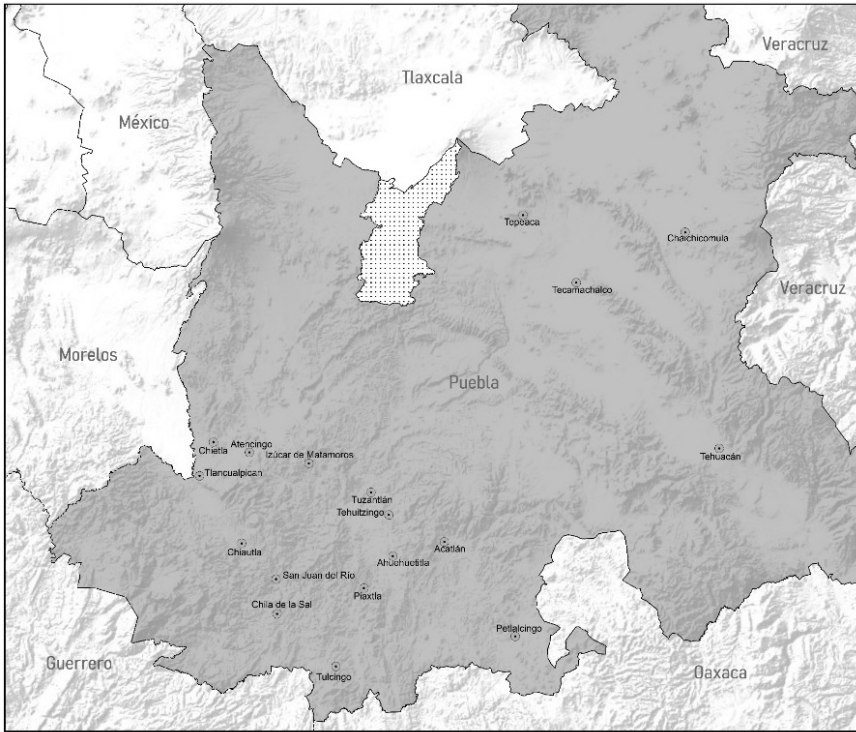 Veracruz
Tlaxcala
México
Tepeaca
Chalchicomula
Tecamachalco
Veracruz
Morelos
Puebla
Chietla
Atencingo
Izúcar de Matamoros
Tehuacán
Tlancualpican
Tuzantlán
Tehuitzingo
Chiautla
Acatlán
Ahuehuetitla
San Juan del Río
Piaxtla
Chila de la Sal
Petlalcingo
Guerrero
Tulcingo
Oaxaca